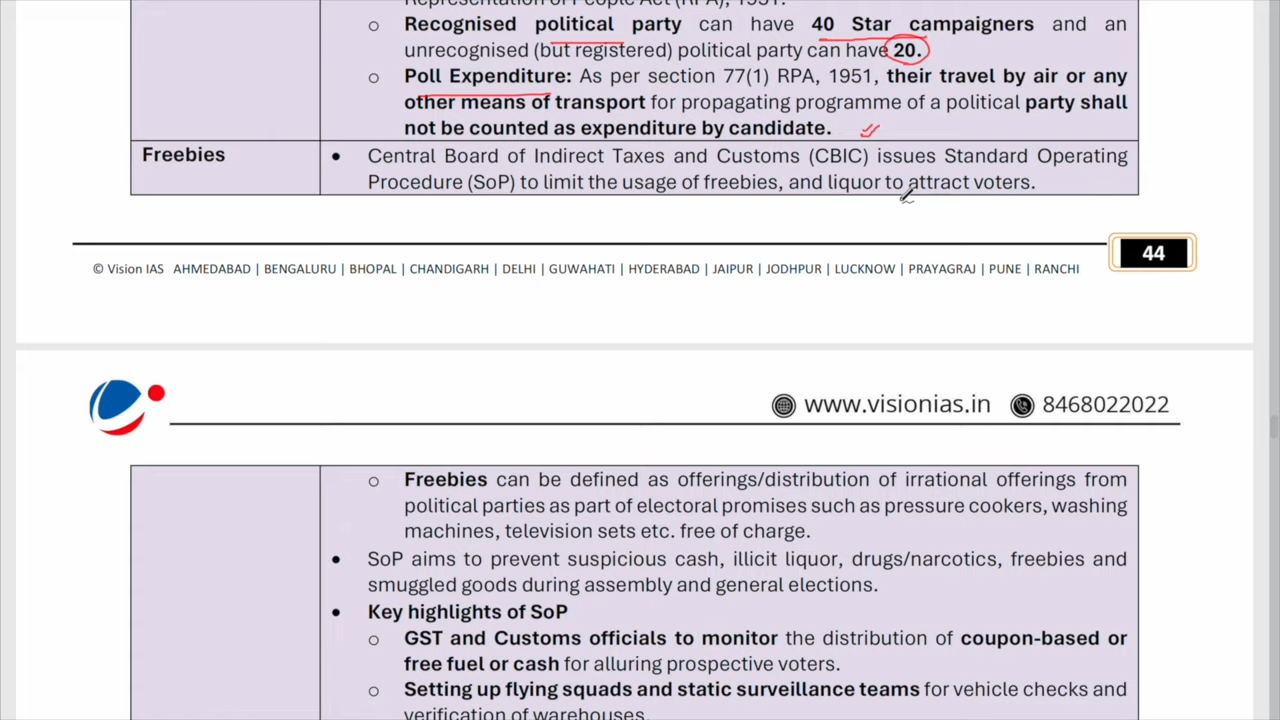 Representation of People Act (RPA), 1951.
o Recognised political party can have 40 Star campaigners and an
unrecognised (but registered) political party can have 20.
o Poll Expenditure: As per section 77(1) RPA, 1951, their travel by air or any
other means of transport for propagating programme of a political party shall
not be counted as expenditure by candidate.
Freebies
• Central Board of Indirect Taxes and Customs (CBIC) issues Standard Operating
Procedure (SoP) to limit the usage of freebies, and liquor to attract voters.
44
© Vision IAS AHMEDABAD | BENGALURU | BHOPAL | CHANDIGARH | DELHI | GUWAHATI | HYDERABAD | JAIPUR | JODHPUR | LUCKNOW | PRAYAGRAJ | PUNE | RANCHI
www.visionias.in 8468022022
o Freebies can be defined as offerings/distribution of irrational offerings from
political parties as part of electoral promises such as pressure cookers, washing
machines, television sets etc. free of charge.
• SoP aims to prevent suspicious cash, illicit liquor, drugs/narcotics, freebies and
smuggled goods during assembly and general elections.
• Key highlights of SoP
o GST and Customs officials to monitor the distribution of coupon-based or
free fuel or cash for alluring prospective voters.
o Setting up flying squads and static surveillance teams for vehicle checks and
verification of warehouses.